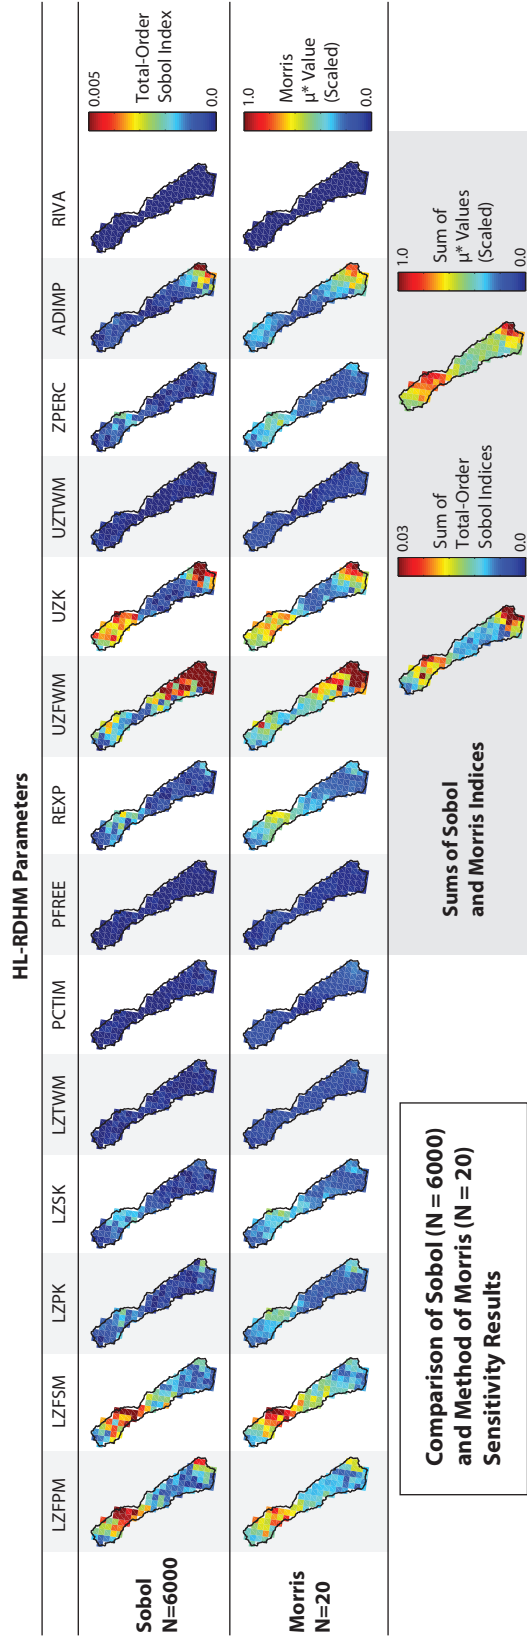 HL-RDHM Parameters
LZFPM LZFSM LZPK LZSK LZTWM PCTIM PFREE REXP UZFWM UZK UZTWM ZPERC ADIMP RIVA
Sobol
N=6000
0.005
Total-Order
Sobol Index
0.0
Morris
N=20
1.0
Morris
μ* Value
(Scaled)
0.0
Comparison of Sobol (N = 6000)
and Method of Morris (N = 20)
Sensitivity Results
Sums of Sobol
and Morris Indices
0.03
Sum of
Total-Order
Sobol Indices
0.0
1.0
Sum of
μ* Values
(Scaled)
0.0